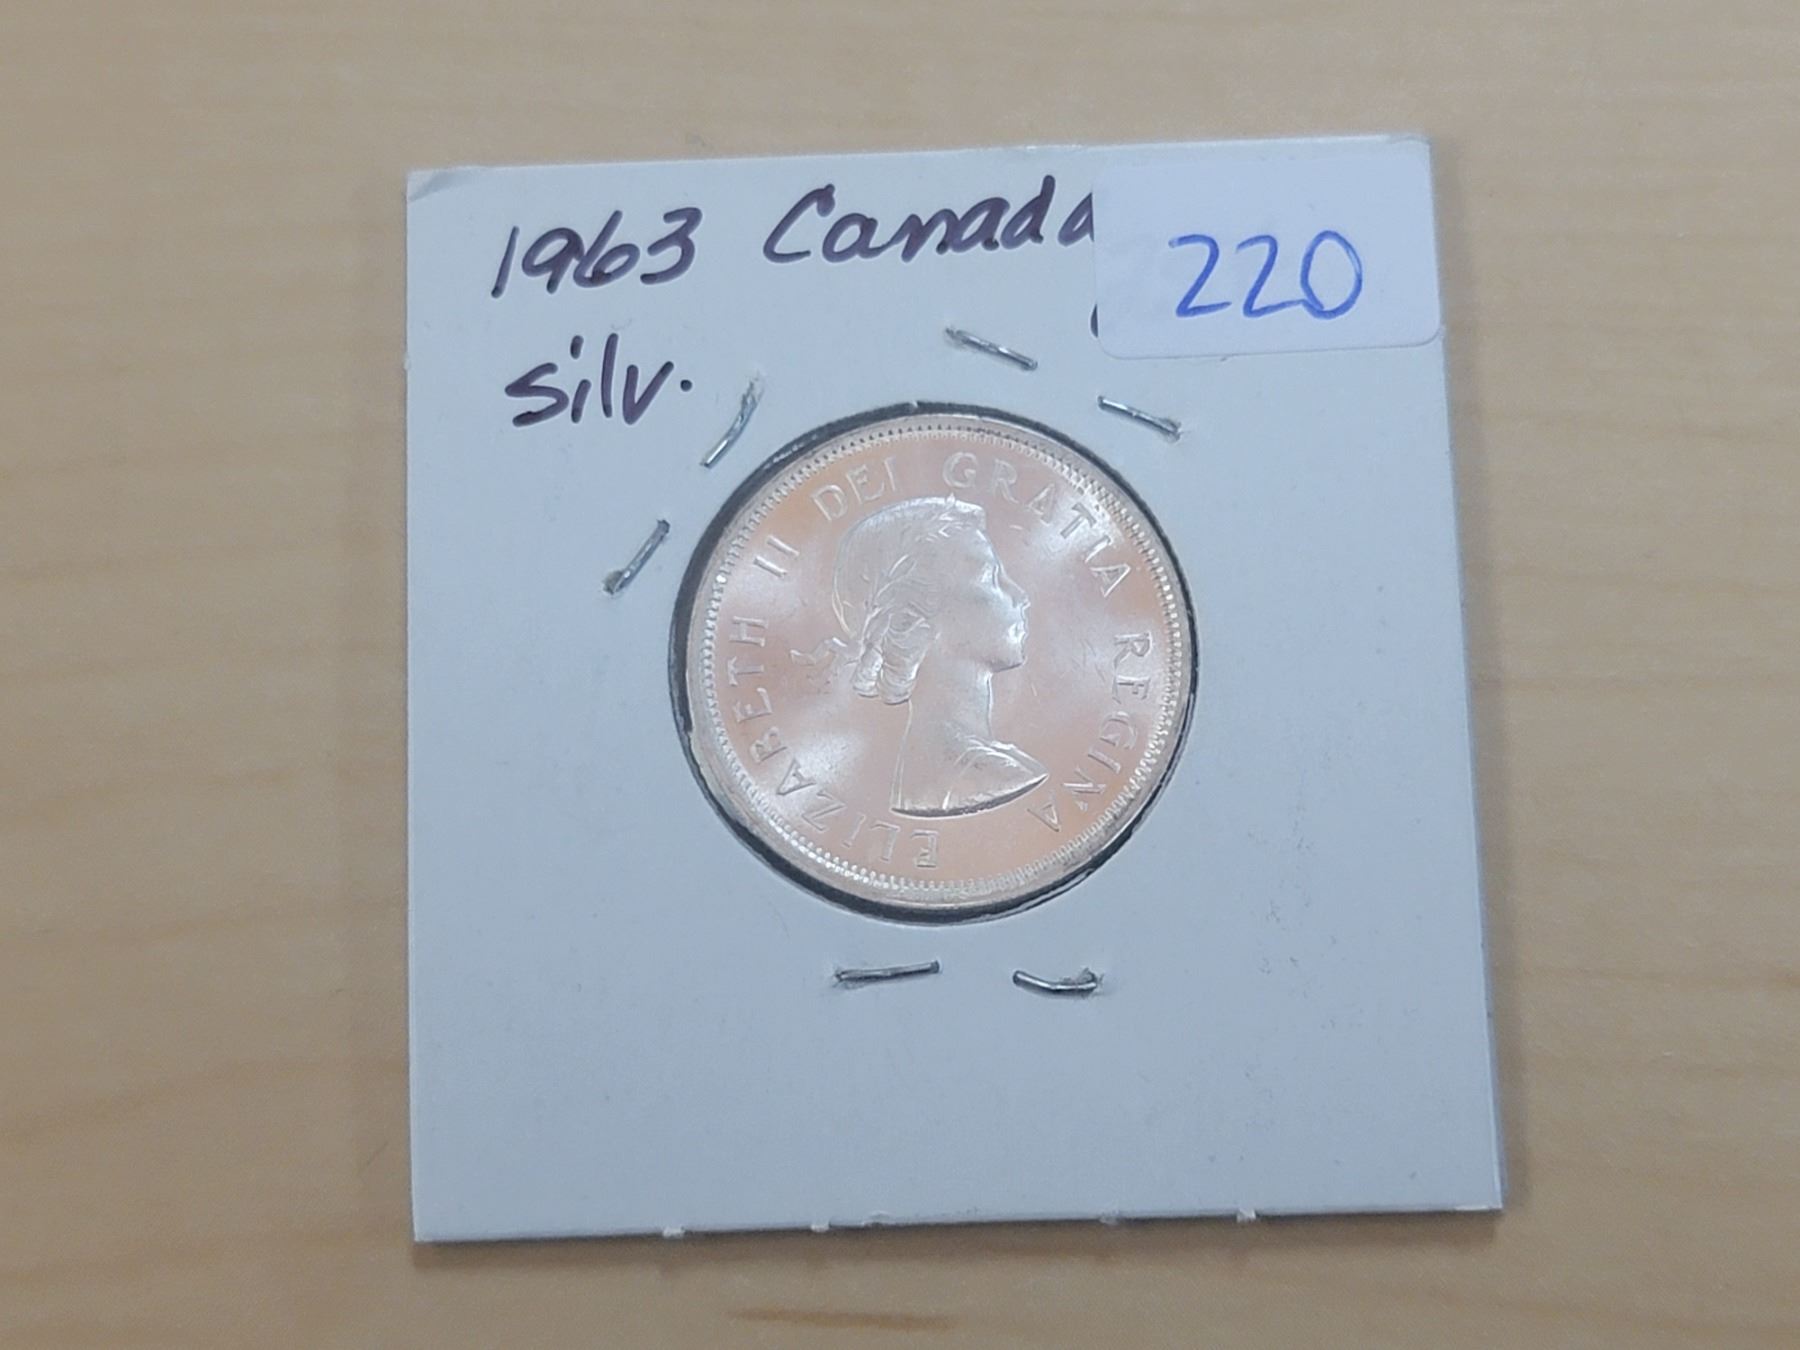 1963 Canada
220
silv.
ELIZABETH II DEI GRATIA REGINA